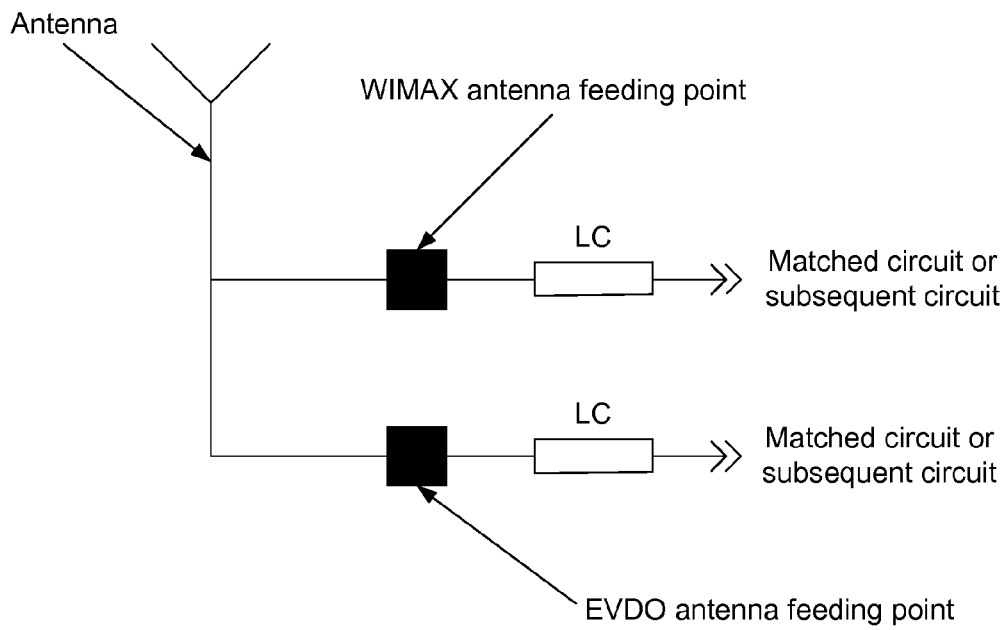 Antenna
WIMAX antenna feeding point
LC
Matched circuit or
subsequent circuit
LC
Matched circuit or
subsequent circuit
EVDO antenna feeding point